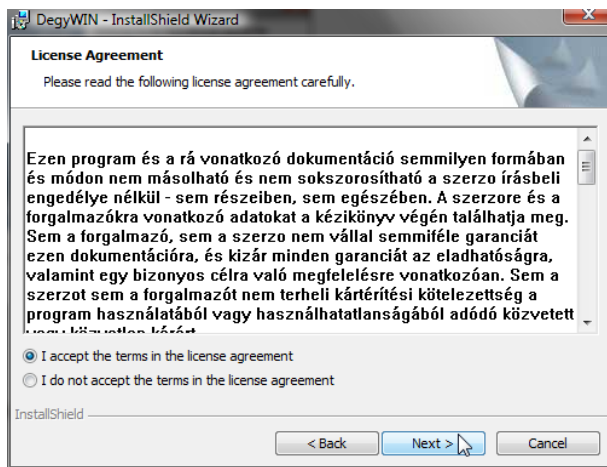 DegyWIN - InstallShield Wizard
License Agreement
Please read the following license agreement carefully.
Ezen program és a rá vonatkozó dokumentáció semmilyen formában
és módon nem másolható és nem sokszorosítható a szerzo írásbeli
engedélye nélkül - sem részeiben, sem egészében. A szerzore és a
forgalmazókra vonatkozó adatokat a kézikönyv végén találhatja meg.
Sem a forgalmazó, sem a szerzo nem vállal semmiféle garanciát
ezen dokumentációra, és kizár minden garanciát az eladhatóságra,
valamint egy bizonyos célra való megfelelésre vonatkozóan. Sem a
szerzot sem a forgalmazót nem terheli kártérítési kötelezettség a
program használatából vagy használhatatlanságából adódó közvetett
vagy közvetlen kárért
I accept the terms in the license agreement
I do not accept the terms in the license agreement
InstallShield
< Back Next > Cancel